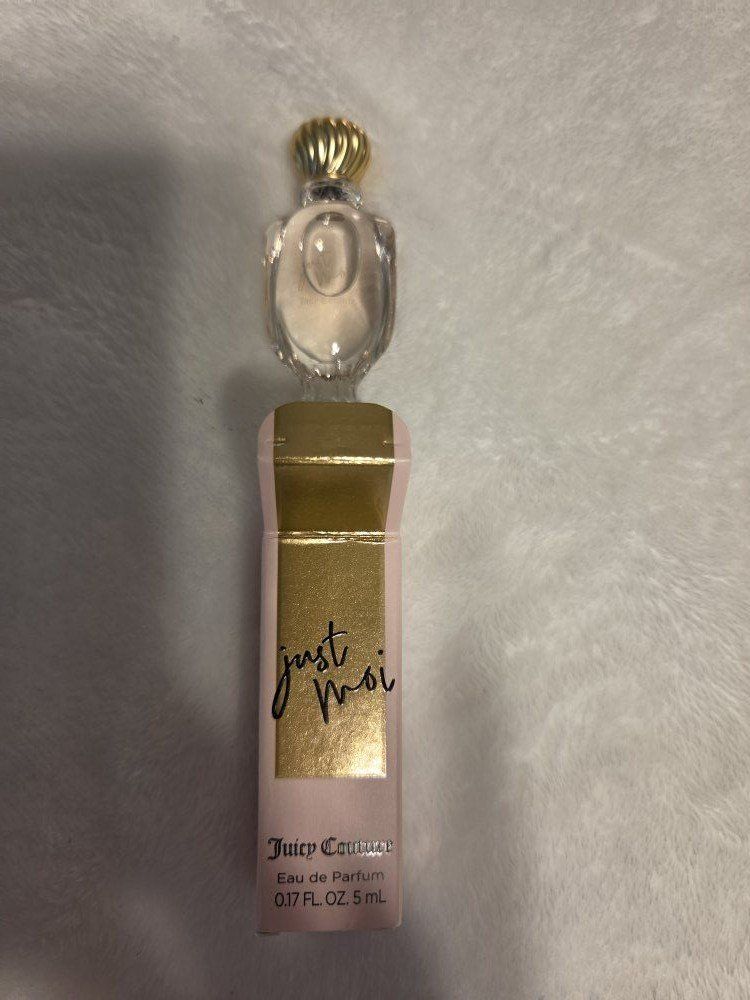 just
moi
Juicy Couture
Eau de Parfum
0.17 FL. OZ. 5 mL